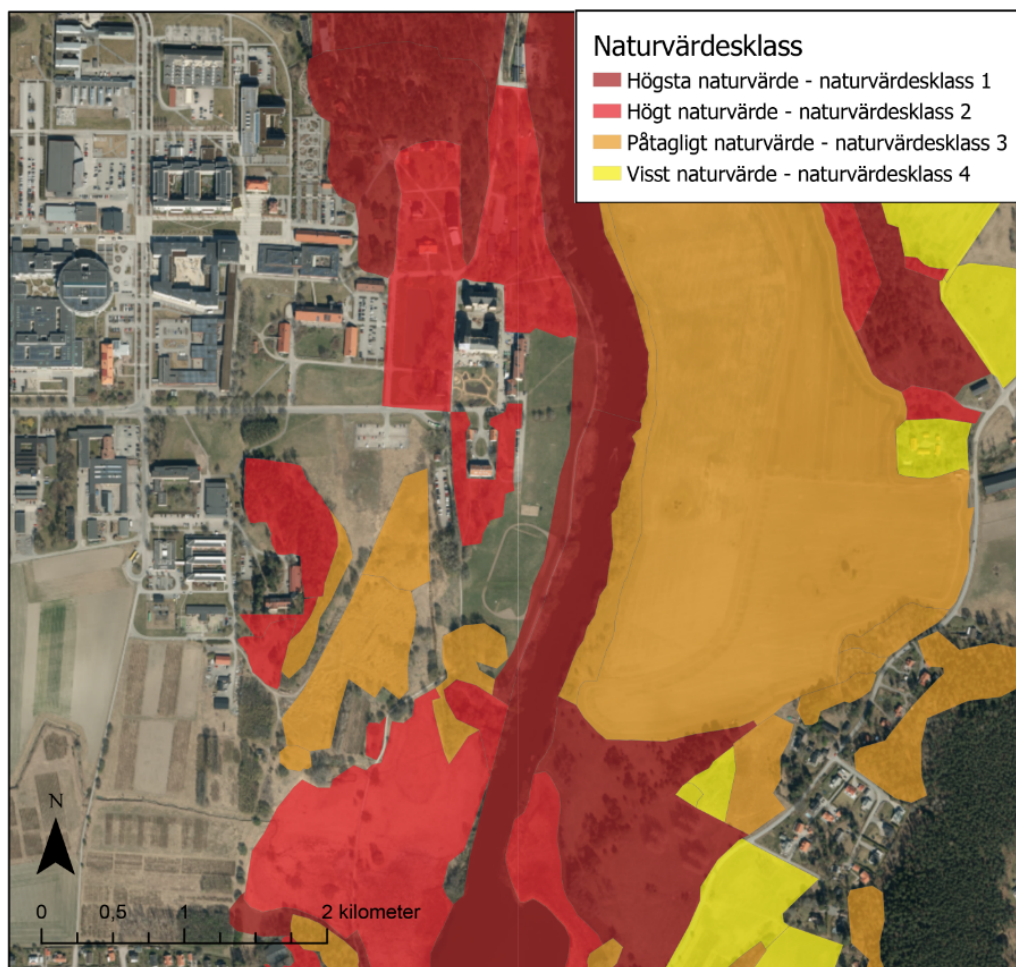 Naturvärdesklass
Högsta naturvärde - naturvärdesklass 1
Högt naturvärde - naturvärdesklass 2
Påtagligt naturvärde - naturvärdesklass 3
Visst naturvärde - naturvärdesklass 4
N
0 0,5 1 2 kilometer